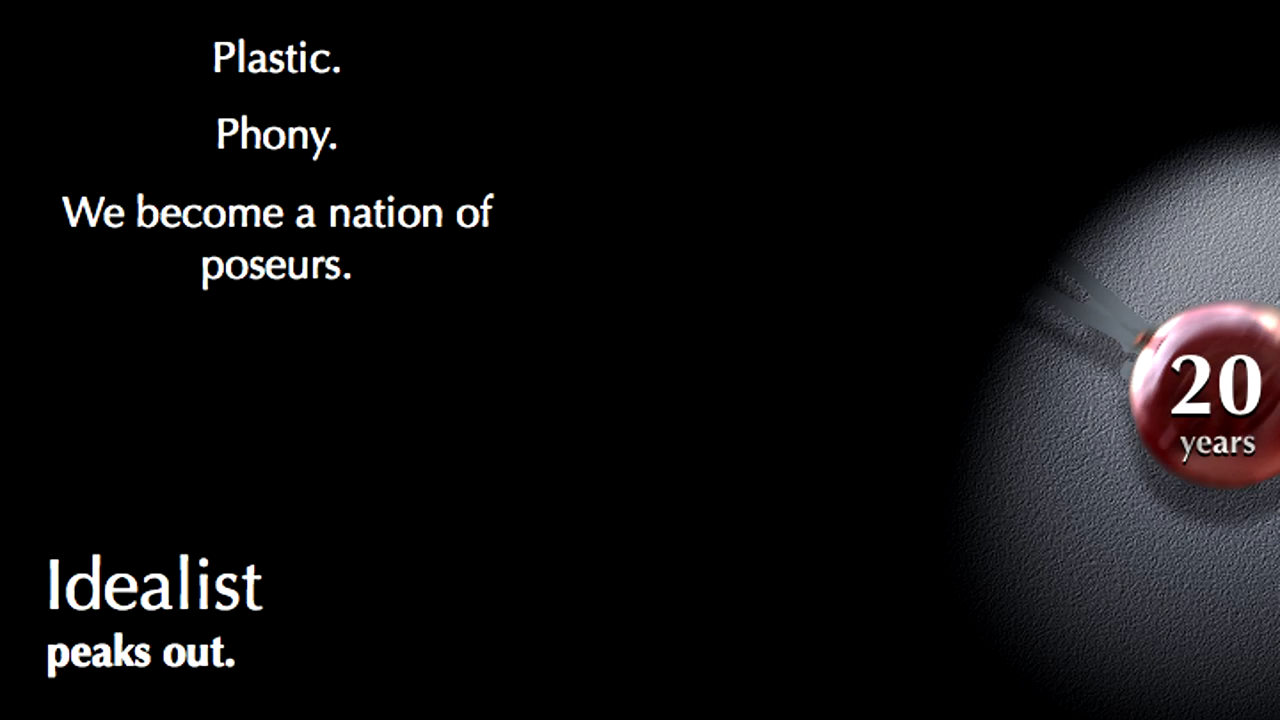 Plastic.
Phony.
We become a nation of
poseurs.
20
years
Idealist
peaks out.